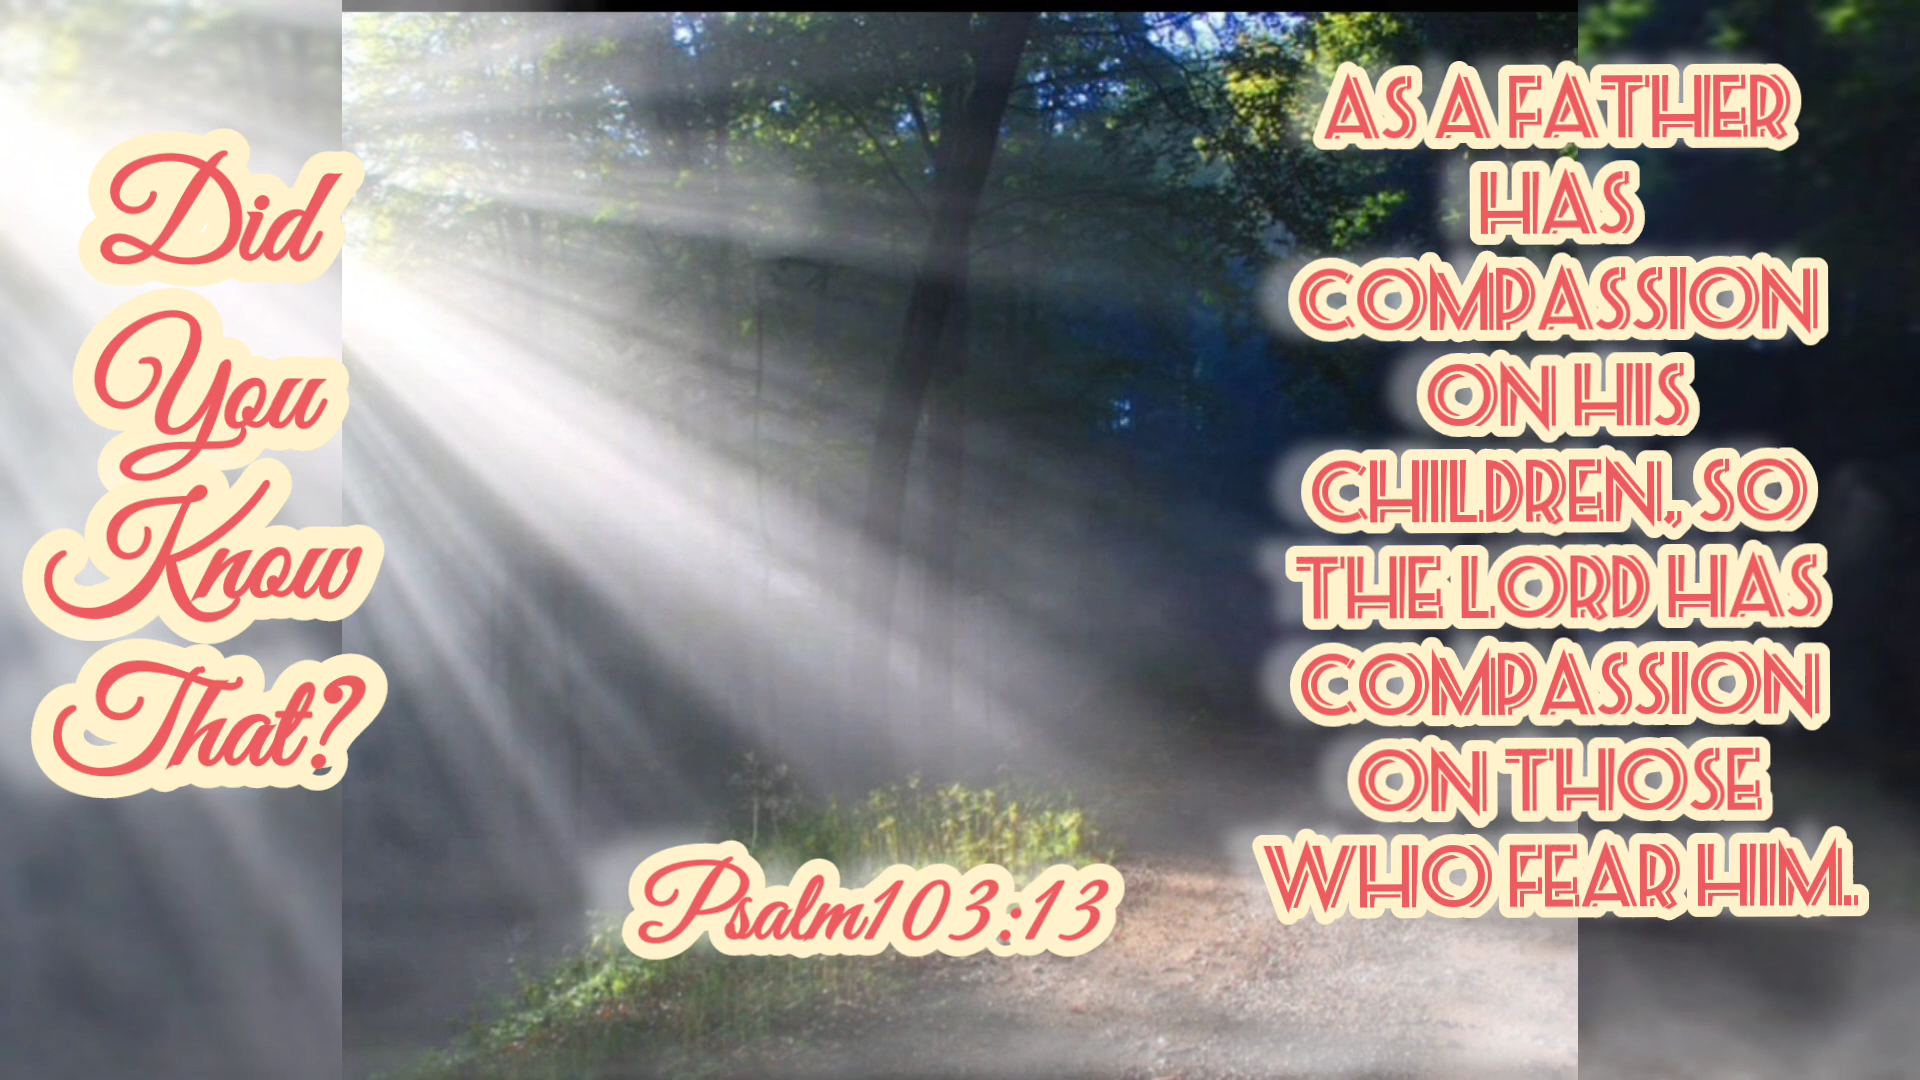 Did
You
Know
That?
AS A FATHER
HAS
COMPASSION
ON HIS
CHILDREN, SO
THE LORD HAS
COMPASSION
ON THOSE
WHO FEAR HIM.
Psalm103:13